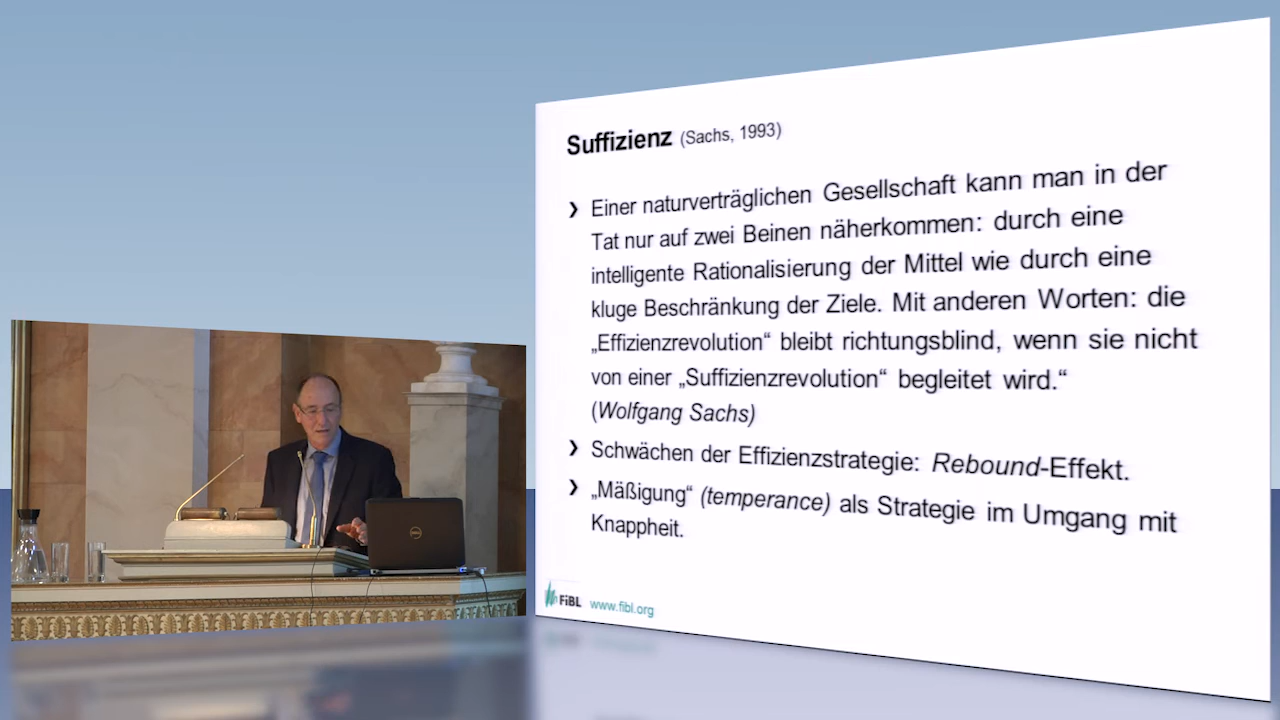 Suffizienz (Sachs, 1993)
› Einer naturverträglichen Gesellschaft kann man in der
Tat nur auf zwei Beinen näherkommen: durch eine
intelligente Rationalisierung der Mittel wie durch eine
kluge Beschränkung der Ziele. Mit anderen Worten: die
„Effizienzrevolution“ bleibt richtungsblind, wenn sie nicht
von einer „Suffizienzrevolution“ begleitet wird.“
(Wolfgang Sachs)
› Schwächen der Effizienzstrategie: Rebound-Effekt.
› „Mäßigung“ (temperance) als Strategie im Umgang mit
Knappheit.
FiBL www.fibl.org
DELL